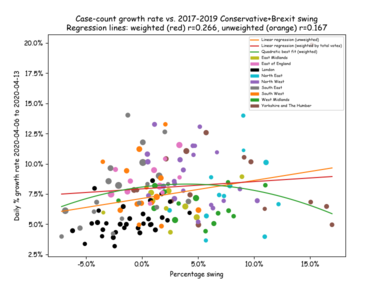 Case-count growth rate vs. 2017-2019 Conservative+Brexit swing
Regression lines: weighted (red) r=0.266, unweighted (orange) r=0.167
Linear regression (unweighted)
Linear regression (weighted by total votes)
Quadratic best fit (weighted)
East Midlands
East of England
London
North East
North West
South East
South West
West Midlands
Yorkshire and The Humber
Daily % growth rate 2020-04-06 to 2020-04-13
20.0%
17.5%
15.0%
12.5%
10.0%
7.5%
5.0%
2.5%
-5.0%
0.0%
5.0%
10.0%
15.0%
Percentage swing